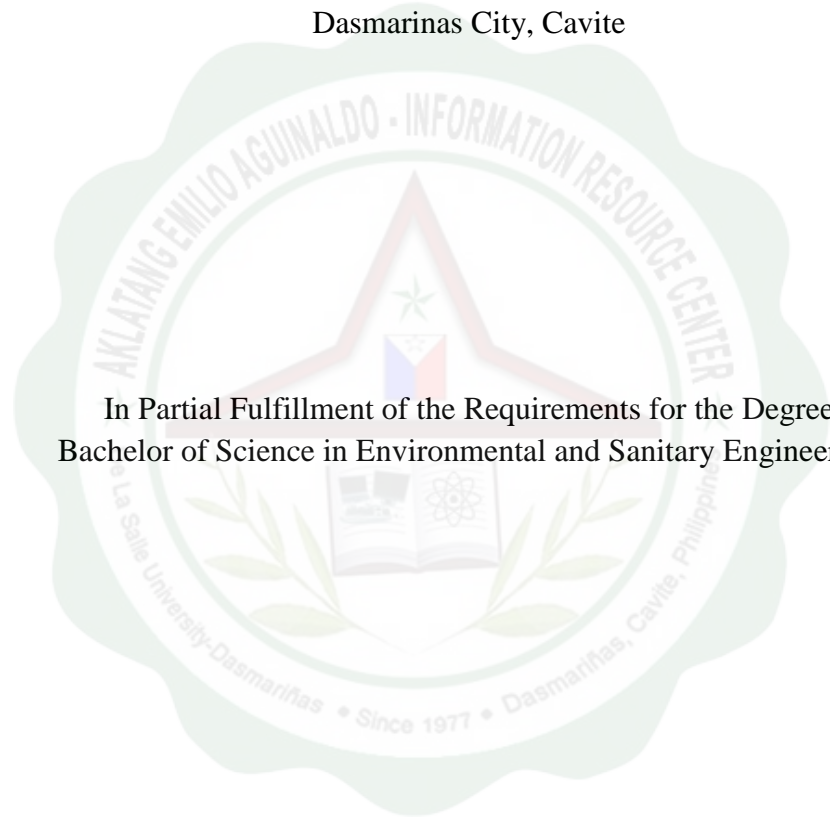 Dasmarinas City, Cavite
AKLATANG EMILIO AGUINALDO - INFORMATION RESOURCE CENTER
In Partial Fulfillment of the Requirements for the Degree
Bachelor of Science in Environmental and Sanitary Engineer
De La Salle University-Dasmariñas • Since 1977 • Dasmariñas, Cavite, Philippines